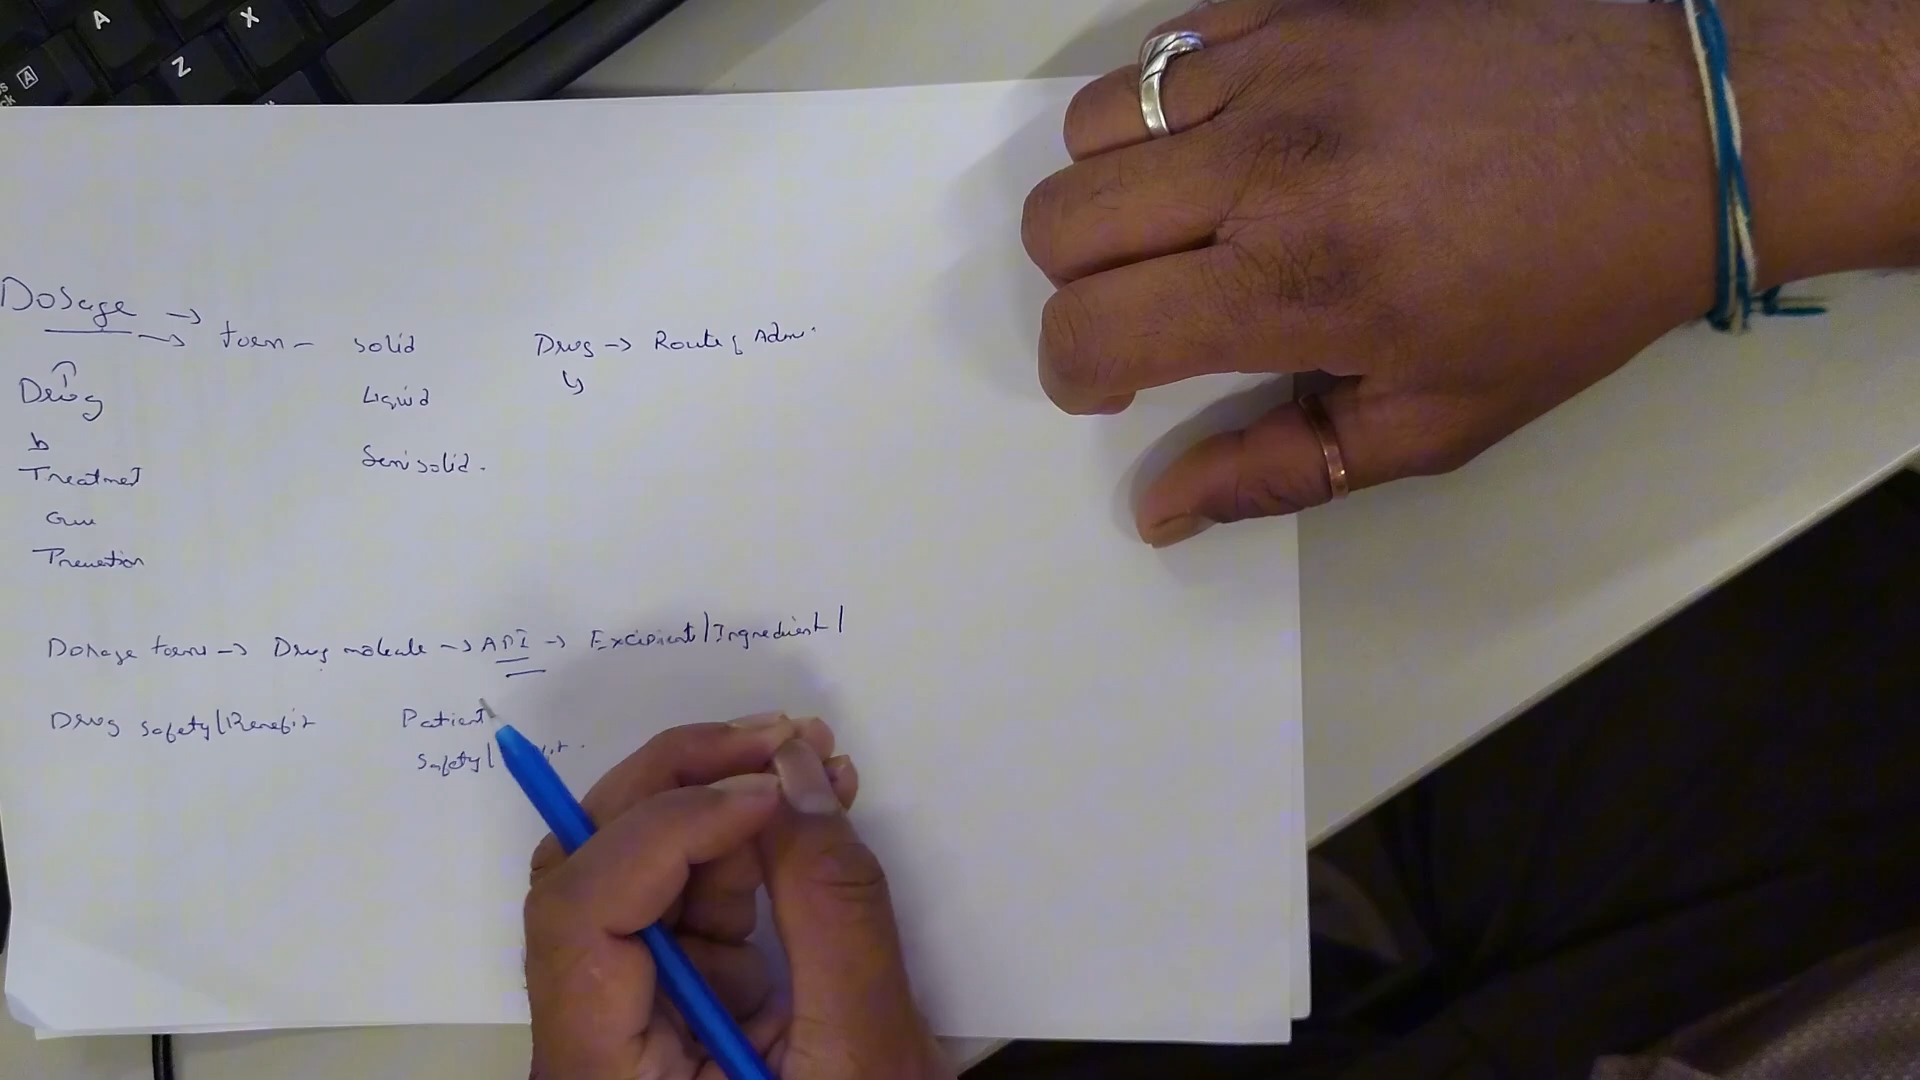 A X
Z
A
Dosage →
→ form - solid Drug → Route of Adm.
Drug Liquid
Treatment Semisolid.
Cure
Prevention
Dosage form → Drug molecule → API → Excipient/Ingredient/
Drug Safety/Benefit Patient
Safety/